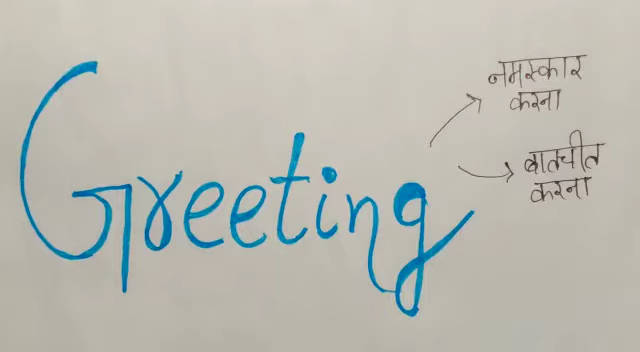 Greeting
नमस्कार
करना
बातचीत
करना